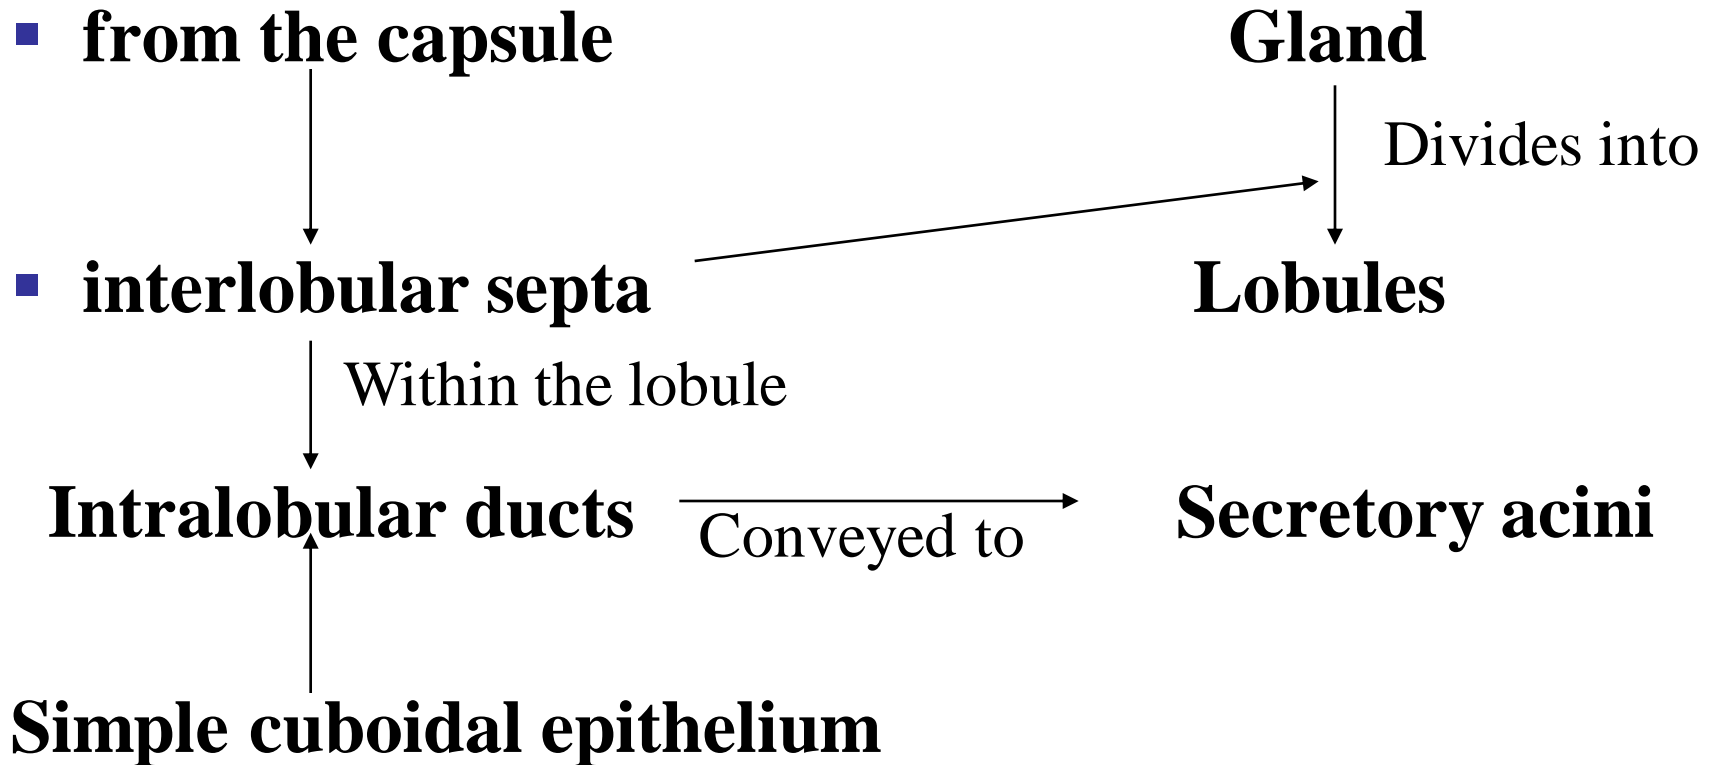 from the capsule
Gland
Divides into
interlobular septa
Lobules
Within the lobule
Intralobular ducts
Conveyed to
Secretory acini
Simple cuboidal epithelium